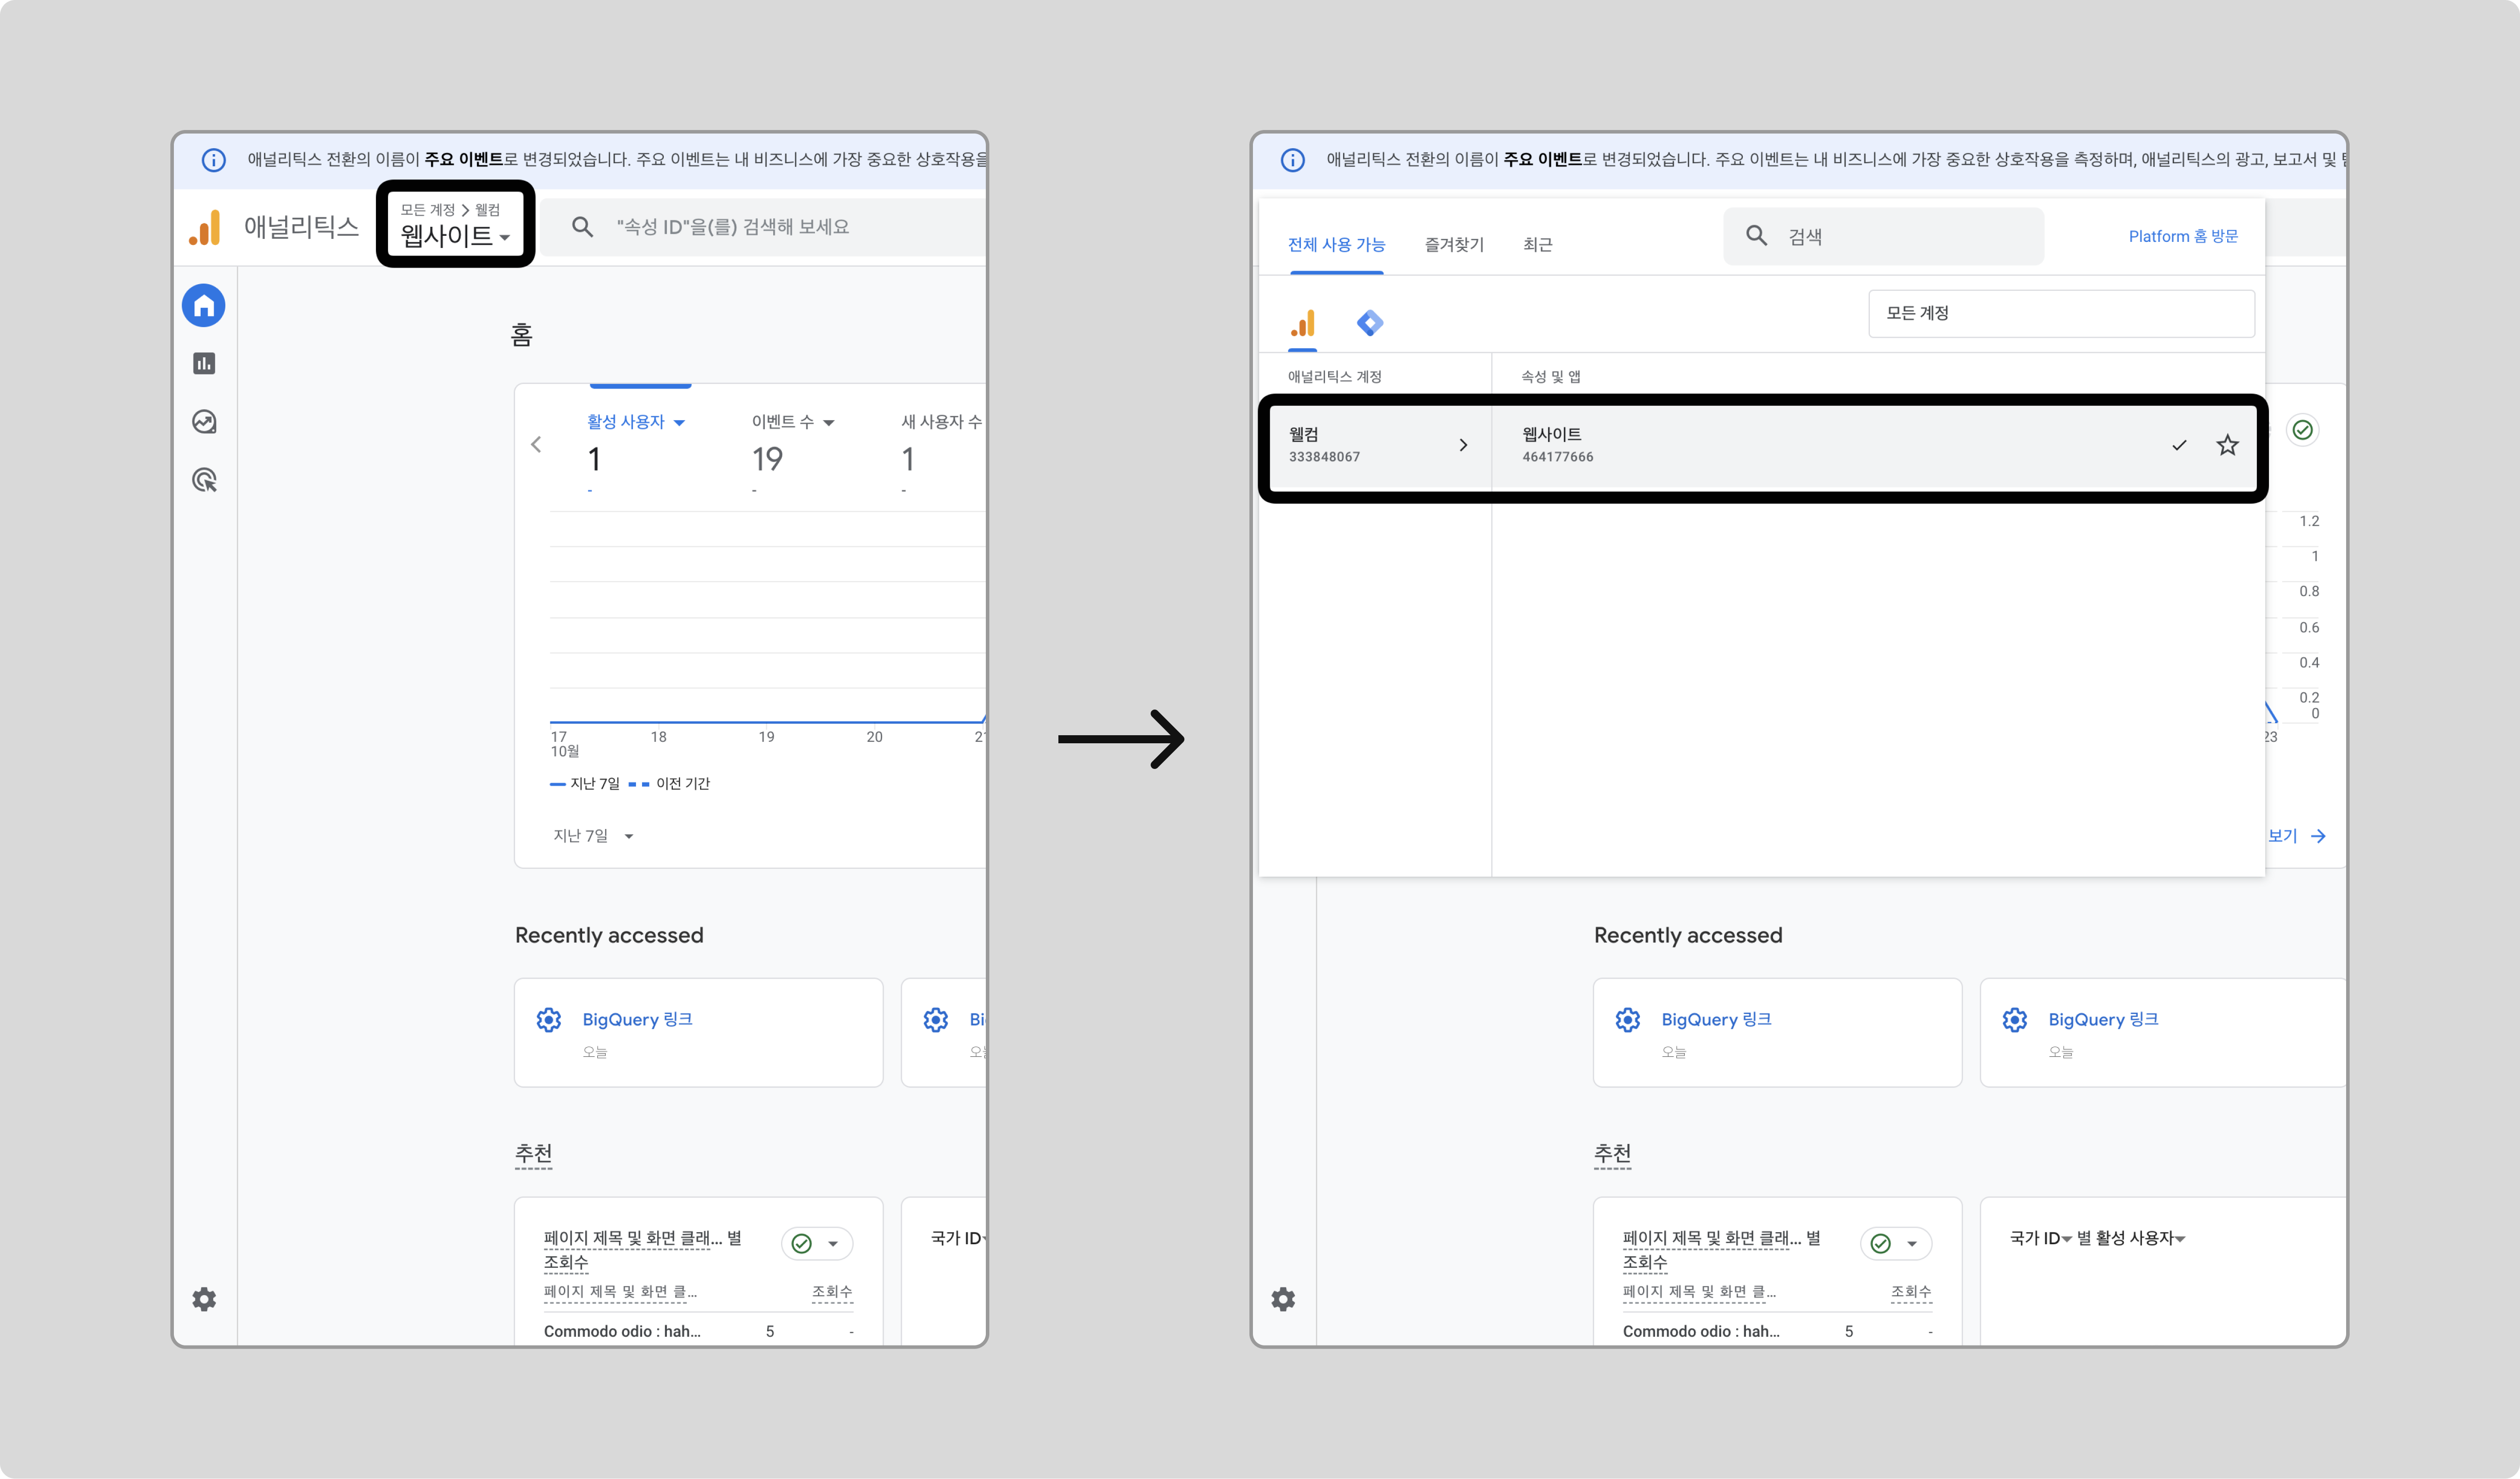 애널리틱스 전환의 이름이 주요 이벤트로 변경되었습니다. 주요 이벤트는 내 비즈니스에 가장 중요한 상호작용을
애널리틱스
모든 계정 > 웰컴
웹사이트
"속성 ID"을(를) 검색해 보세요
홈
활성 사용자 이벤트 수 새 사용자 수
1 19 1
- - -
17 18 19 20
10월
지난 7일 이전 기간
지난 7일
Recently accessed
BigQuery 링크
오늘
추천
페이지 제목 및 화면 클래... 별
조회수
페이지 제목 및 화면 클... 조회수
Commodo odio : hah... 5 -
국가 ID
애널리틱스 전환의 이름이 주요 이벤트로 변경되었습니다. 주요 이벤트는 내 비즈니스에 가장 중요한 상호작용을 측정하며, 애널리틱스의 광고, 보고서 및
전체 사용 가능 즐겨찾기 최근
검색
Platform 홈 방문
모든 계정
애널리틱스 계정 속성 및 앱
웰컴 웹사이트
333848067 464177666
1.2
1
0.8
0.6
0.4
0.2
0
23
보기
Recently accessed
BigQuery 링크 BigQuery 링크
오늘 오늘
추천
페이지 제목 및 화면 클래... 별
조회수
페이지 제목 및 화면 클... 조회수
Commodo odio : hah... 5 -
국가 ID 별 활성 사용자